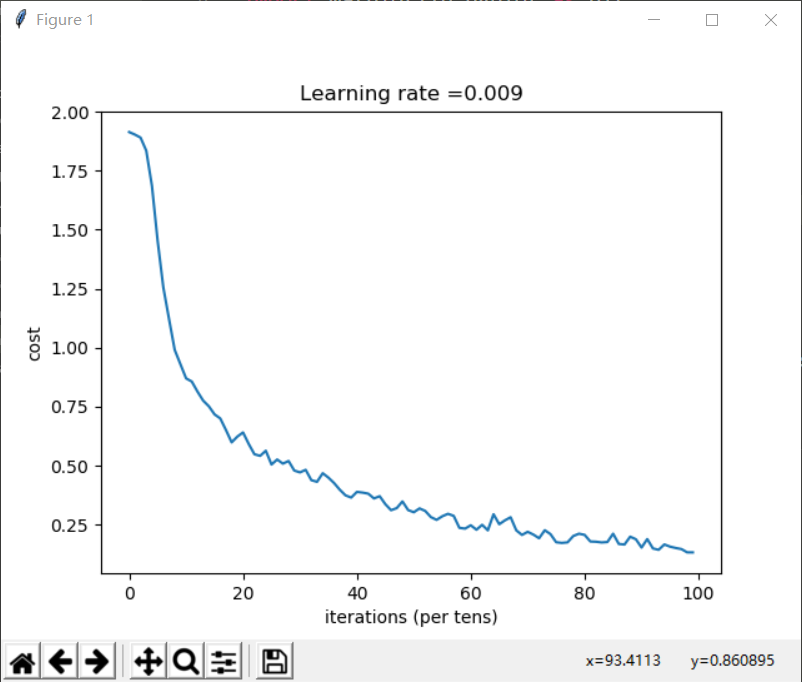 Figure 1
Learning rate =0.009
2.00
1.75
1.50
1.25
1.00
0.75
0.50
0.25
cost
0 20 40 60 80 100
iterations (per tens)
x=93.4113 y=0.860895